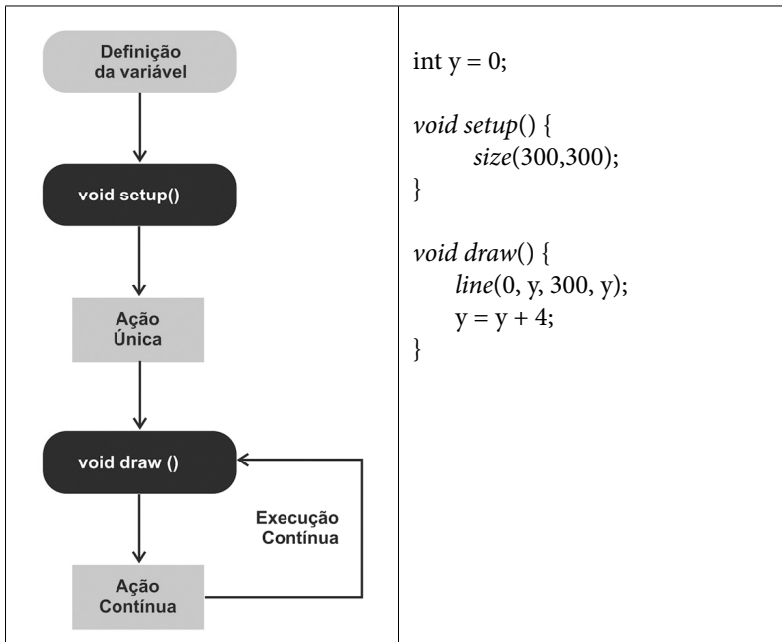 Definição
da variável
void setup()
Ação
Única
void draw ()
Execução
Contínua
Ação
Contínua
int y = 0;
void setup() {
size(300,300);
}
void draw() {
line(0, y, 300, y);
y = y + 4;
}